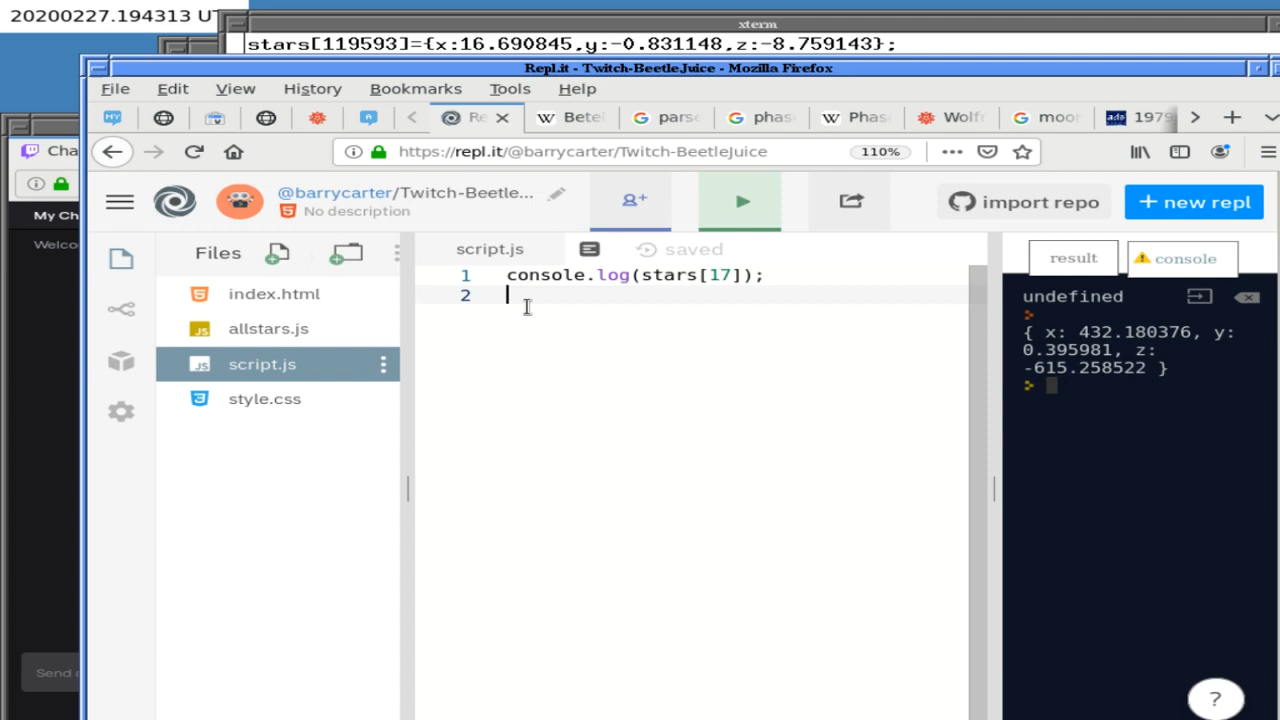 20200227.194313 U
xterm
stars[119593]={x:16.690845,y:-0.831148,z:-8.759143};
Repl.it - Twitch-BeetleJuice - Mozilla Firefox
File Edit View History Bookmarks Tools Help
Re Betel parse phas Phas Wolfr moor ads 1979
https://repl.it/@barrycarter/Twitch-BeetleJuice 110%
Cha
@barrycarter/Twitch-Beetle...
No description
import repo
+ new repl
My Ch
Welco
Files
script.js
saved
result
console
index.html
allstars.js
script.js
style.css
1 console.log(stars[17]);
2
undefined
{ x: 432.180376, y:
0.395981, z:
-615.258522 }
Send
?